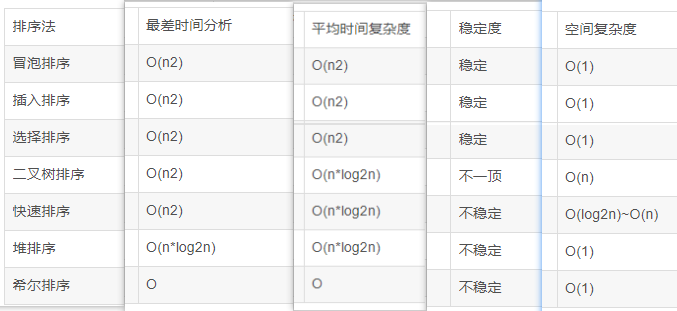 排序法 最差时间分析 平均时间复杂度 稳定度 空间复杂度
冒泡排序 O(n2) O(n2) 稳定 O(1)
插入排序 O(n2) O(n2) 稳定 O(1)
选择排序 O(n2) O(n2) 稳定 O(1)
二叉树排序 O(n2) O(n*log2n) 不一顶 O(n)
快速排序 O(n2) O(n*log2n) 不稳定 O(log2n)~O(n)
堆排序 O(n*log2n) O(n*log2n) 不稳定 O(1)
希尔排序 O O 不稳定 O(1)